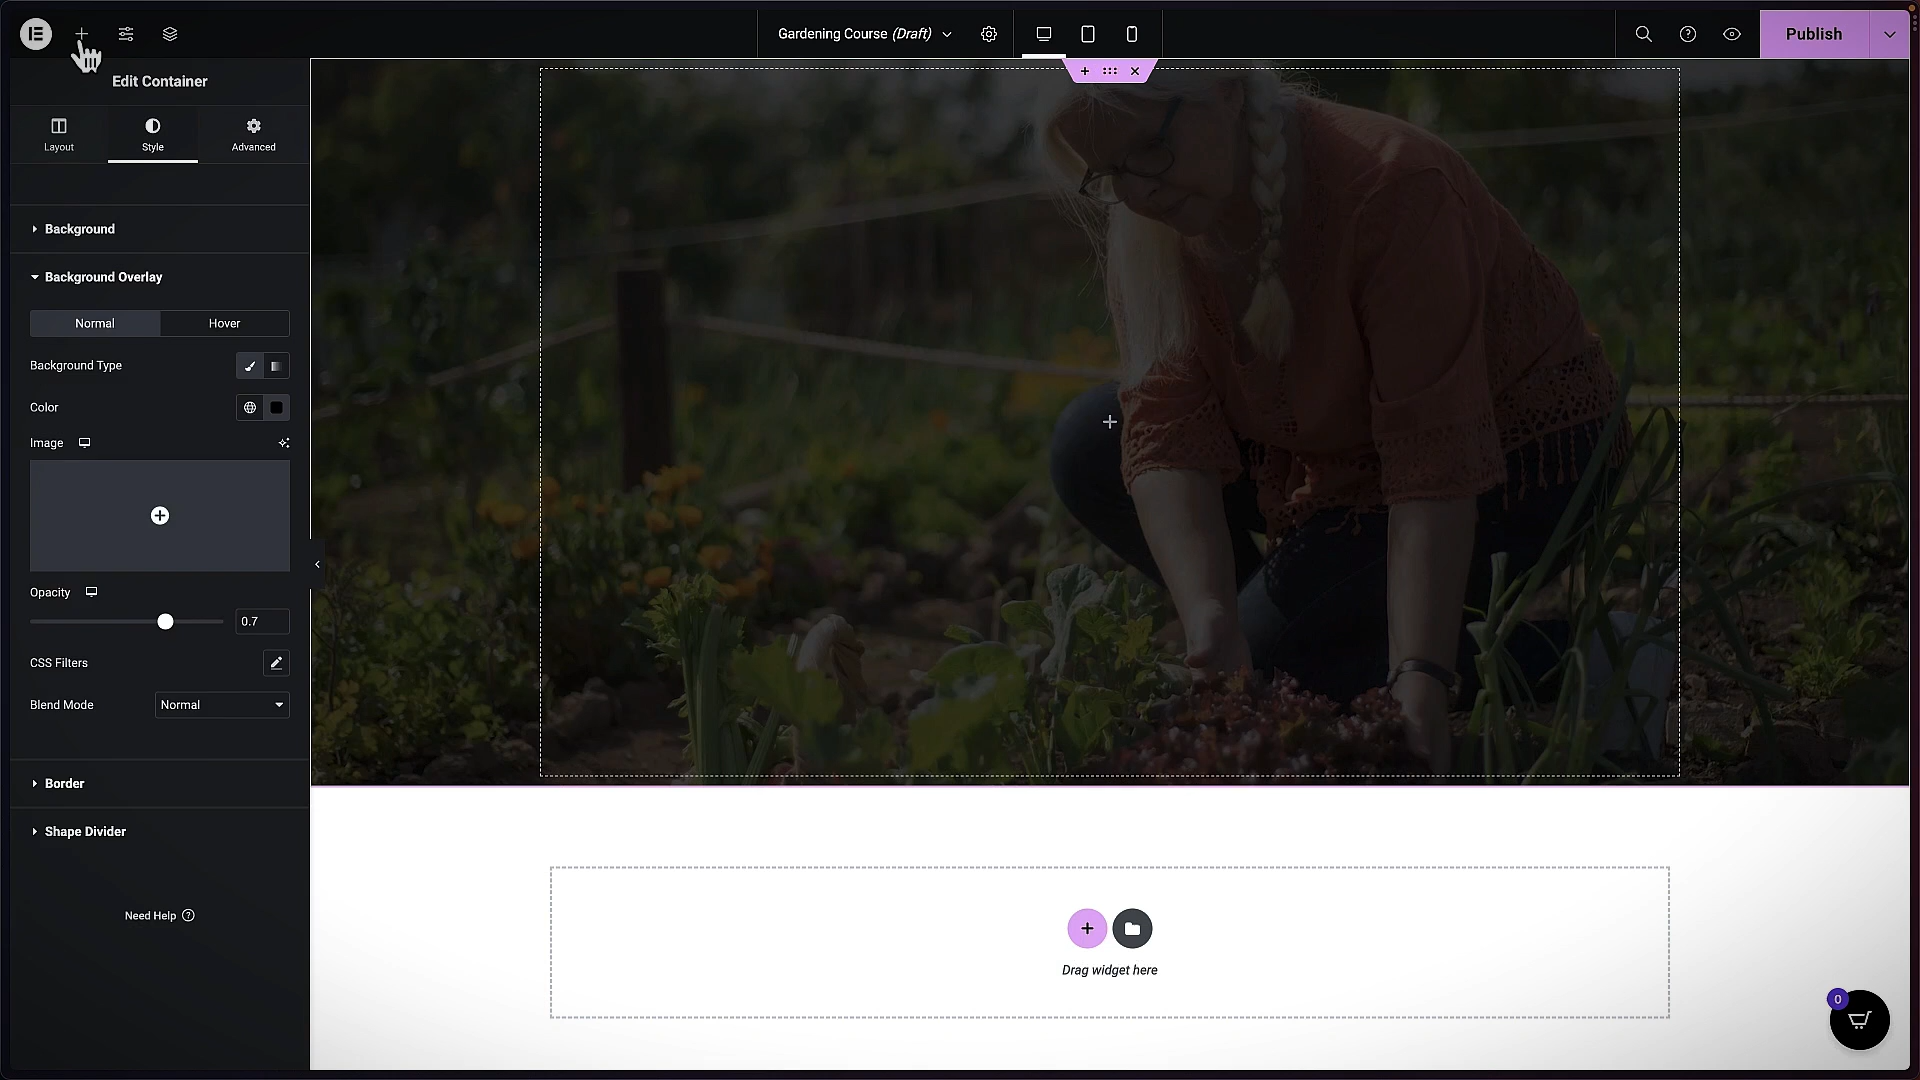 Gardening Course (Draft)
Publish
Edit Container
Layout
Style
Advanced
Background
Background Overlay
Normal
Hover
Background Type
Color
Image
Opacity
0.7
CSS Filters
Blend Mode
Normal
Border
Shape Divider
Need Help
Drag widget here
0